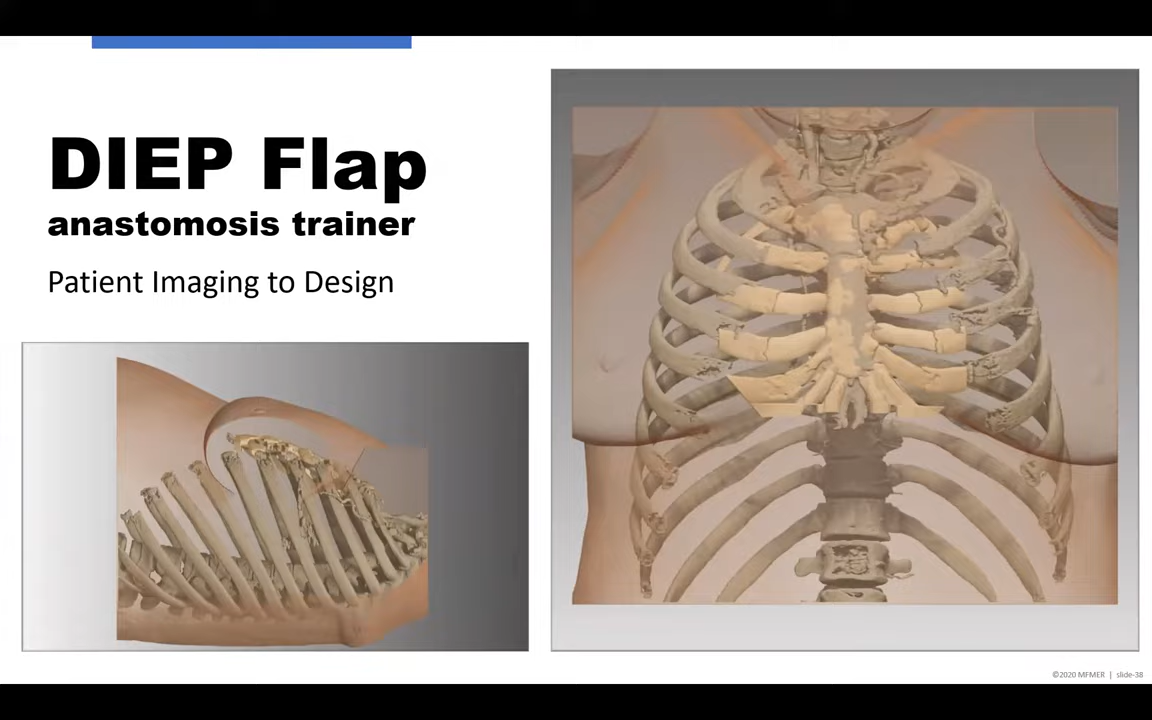 DIEP Flap
anastomosis trainer
Patient Imaging to Design
©2020 MFMER | slide-38